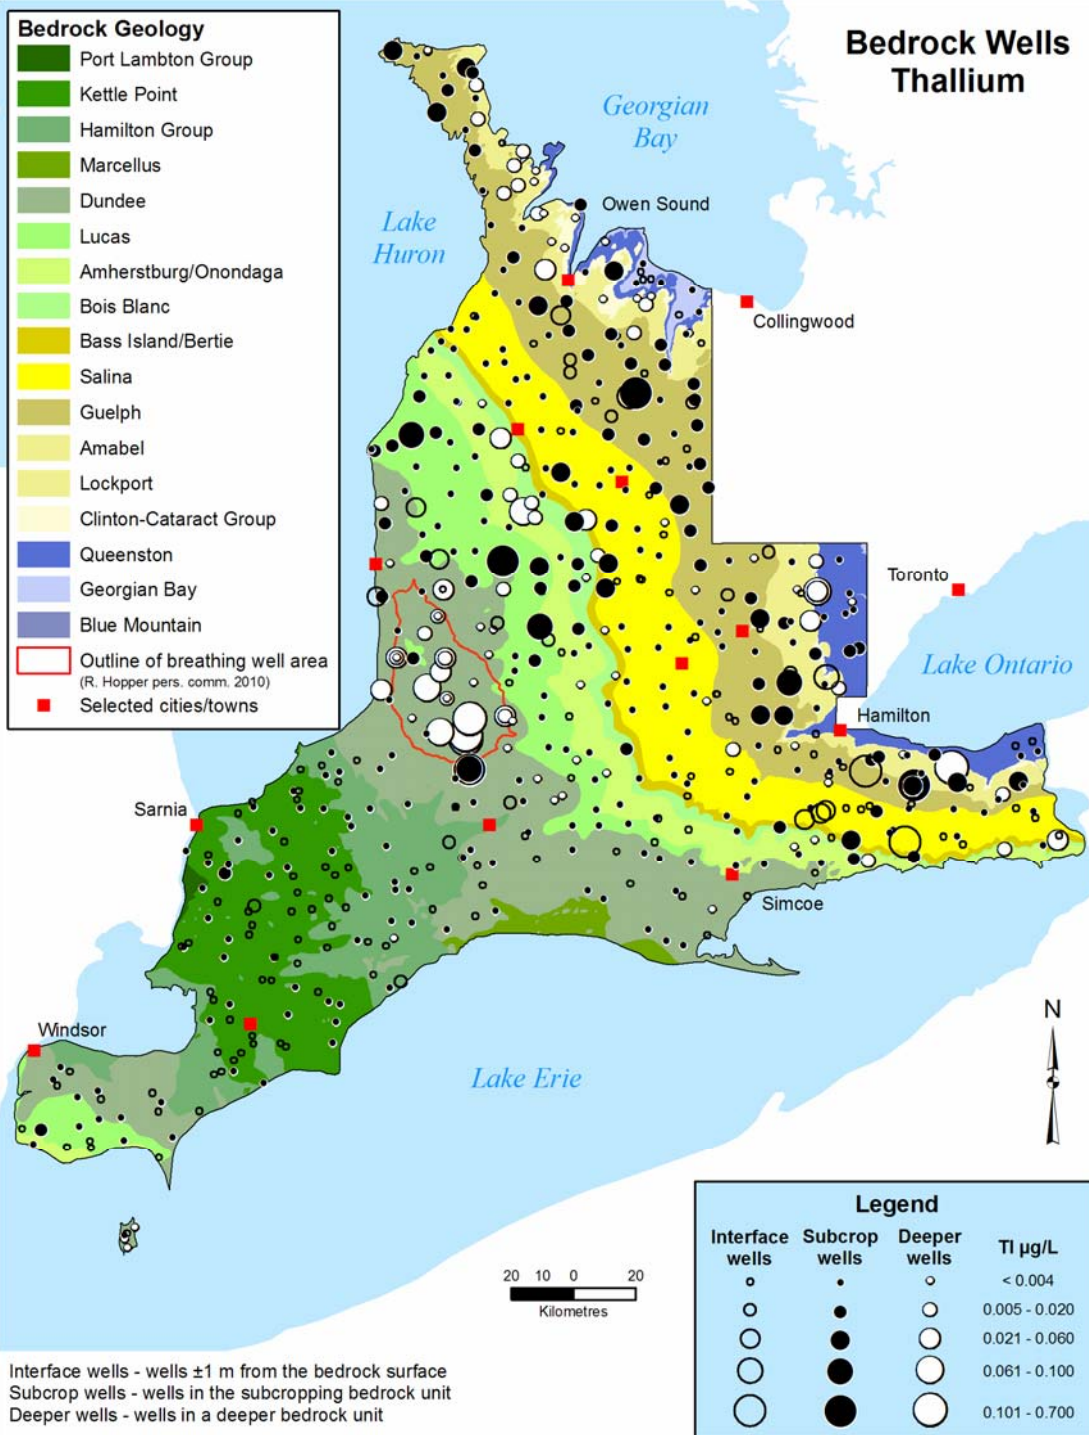 Bedrock Geology
Port Lambton Group
Kettle Point
Hamilton Group
Marcellus
Dundee
Lucas
Amherstburg/Onondaga
Bois Blanc
Bass Island/Bertie
Salina
Guelph
Amabel
Lockport
Clinton-Cataract Group
Queenston
Georgian Bay
Blue Mountain
Outline of breathing well area
(R. Hopper pers. comm. 2010)
Selected cities/towns
Bedrock Wells
Thallium
Georgian
Bay
Owen Sound
Lake
Huron
Collingwood
Toronto
Lake Ontario
Hamilton
Sarnia
Simcoe
Windsor
Lake Erie
N
20 10 0 20
Kilometres
Legend
Interface wells Subcrop wells Deeper wells Tl µg/L
< 0.004
0.005 - 0.020
0.021 - 0.060
0.061 - 0.100
0.101 - 0.700
Interface wells - wells ±1 m from the bedrock surface
Subcrop wells - wells in the subcropping bedrock unit
Deeper wells - wells in a deeper bedrock unit